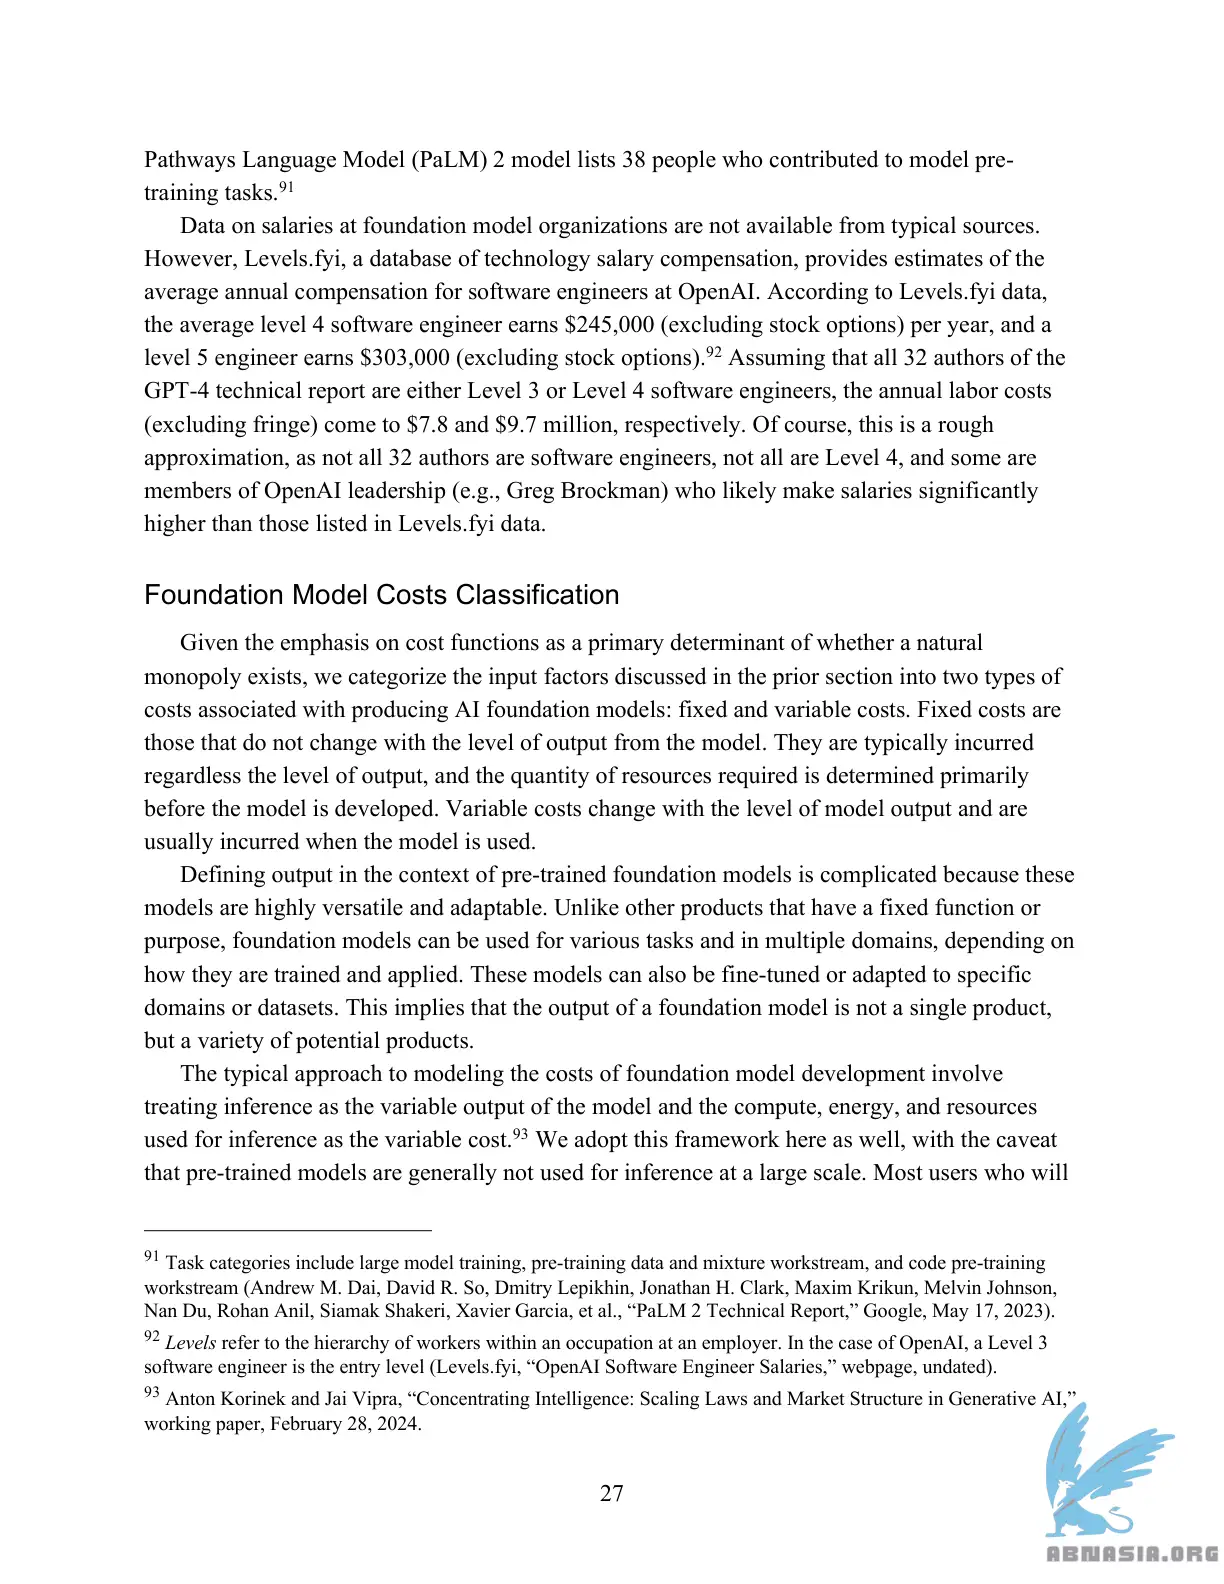 Pathways Language Model (PaLM) 2 model lists 38 people who contributed to model pre-
training tasks.91
Data on salaries at foundation model organizations are not available from typical sources.
However, Levels.fyi, a database of technology salary compensation, provides estimates of the
average annual compensation for software engineers at OpenAI. According to Levels.fyi data,
the average level 4 software engineer earns $245,000 (excluding stock options) per year, and a
level 5 engineer earns $303,000 (excluding stock options).92 Assuming that all 32 authors of the
GPT-4 technical report are either Level 3 or Level 4 software engineers, the annual labor costs
(excluding fringe) come to $7.8 and $9.7 million, respectively. Of course, this is a rough
approximation, as not all 32 authors are software engineers, not all are Level 4, and some are
members of OpenAI leadership (e.g., Greg Brockman) who likely make salaries significantly
higher than those listed in Levels.fyi data.
Foundation Model Costs Classification
Given the emphasis on cost functions as a primary determinant of whether a natural
monopoly exists, we categorize the input factors discussed in the prior section into two types of
costs associated with producing AI foundation models: fixed and variable costs. Fixed costs are
those that do not change with the level of output from the model. They are typically incurred
regardless the level of output, and the quantity of resources required is determined primarily
before the model is developed. Variable costs change with the level of model output and are
usually incurred when the model is used.
Defining output in the context of pre-trained foundation models is complicated because these
models are highly versatile and adaptable. Unlike other products that have a fixed function or
purpose, foundation models can be used for various tasks and in multiple domains, depending on
how they are trained and applied. These models can also be fine-tuned or adapted to specific
domains or datasets. This implies that the output of a foundation model is not a single product,
but a variety of potential products.
The typical approach to modeling the costs of foundation model development involve
treating inference as the variable output of the model and the compute, energy, and resources
used for inference as the variable cost.93 We adopt this framework here as well, with the caveat
that pre-trained models are generally not used for inference at a large scale. Most users who will
91 Task categories include large model training, pre-training data and mixture workstream, and code pre-training
workstream (Andrew M. Dai, David R. So, Dmitry Lepikhin, Jonathan H. Clark, Maxim Krikun, Melvin Johnson,
Nan Du, Rohan Anil, Siamak Shakeri, Xavier Garcia, et al., “PaLM 2 Technical Report,” Google, May 17, 2023).
92 Levels refer to the hierarchy of workers within an occupation at an employer. In the case of OpenAI, a Level 3
software engineer is the entry level (Levels.fyi, “OpenAI Software Engineer Salaries,” webpage, undated).
93 Anton Korinek and Jai Vipra, “Concentrating Intelligence: Scaling Laws and Market Structure in Generative AI,”
working paper, February 28, 2024.
27
ABNASIA.ORG